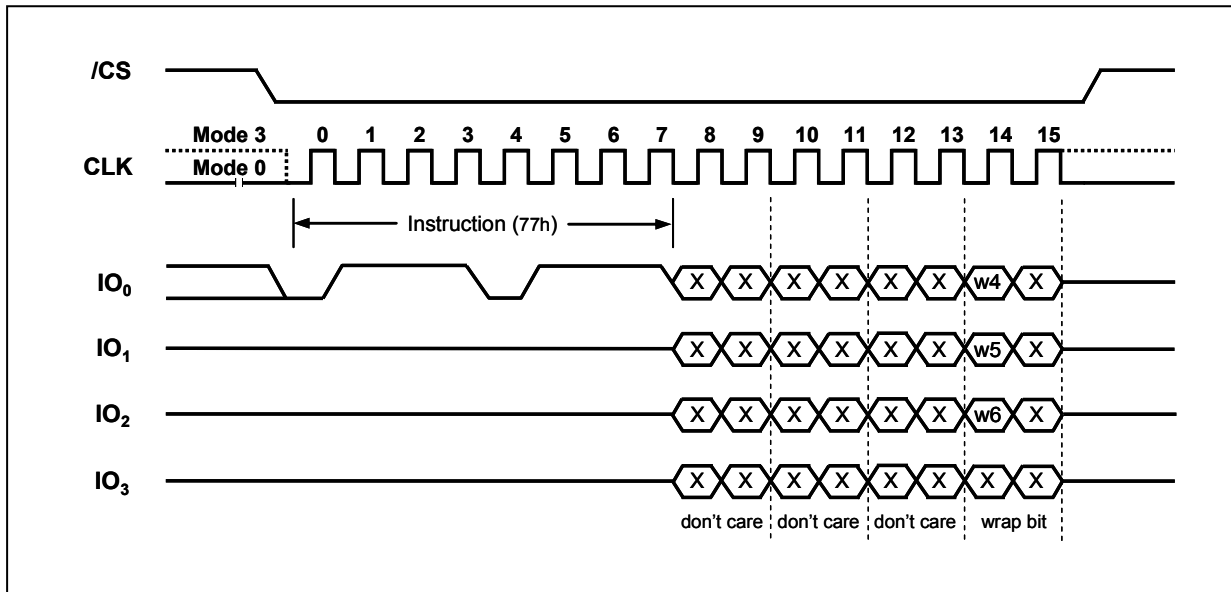 /CS
Mode 3 0 1 2 3 4 5 6 7 8 9 10 11 12 13 14 15
CLK Mode 0
Instruction (77h)
IO0 X X X X X X w4 X
IO1 X X X X X X w5 X
IO2 X X X X X X w6 X
IO3 X X X X X X X X
don't care don't care don't care wrap bit